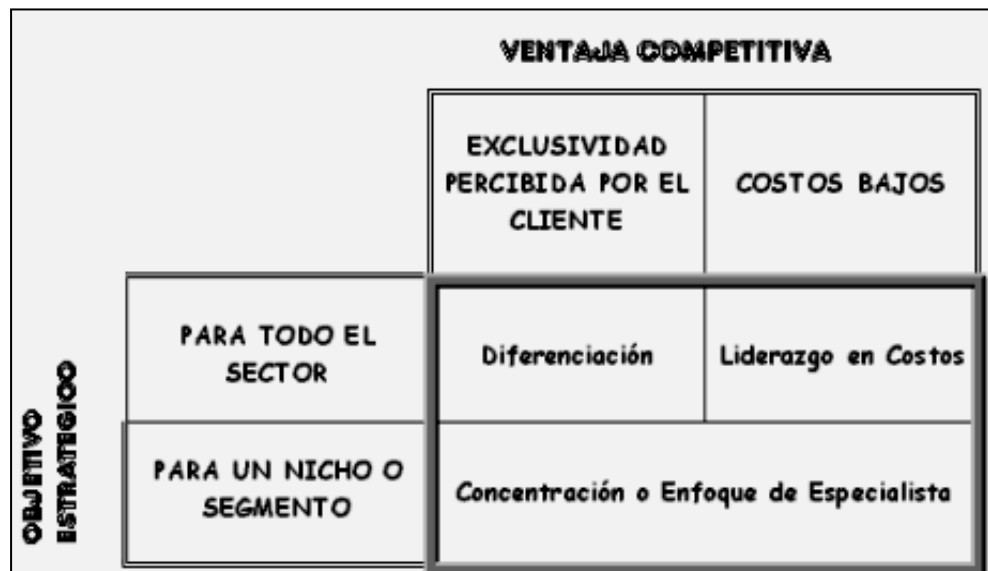 VENTAJA COMPETITIVA
EXCLUSIVIDAD
PERCIBIDA POR EL
CLIENTE
COSTOS BAJOS
OBJETIVO
ESTRATEGICO
PARA TODO EL
SECTOR
Diferenciación
Liderazgo en Costos
PARA UN NICHO O
SEGMENTO
Concentración o Enfoque de Especialista